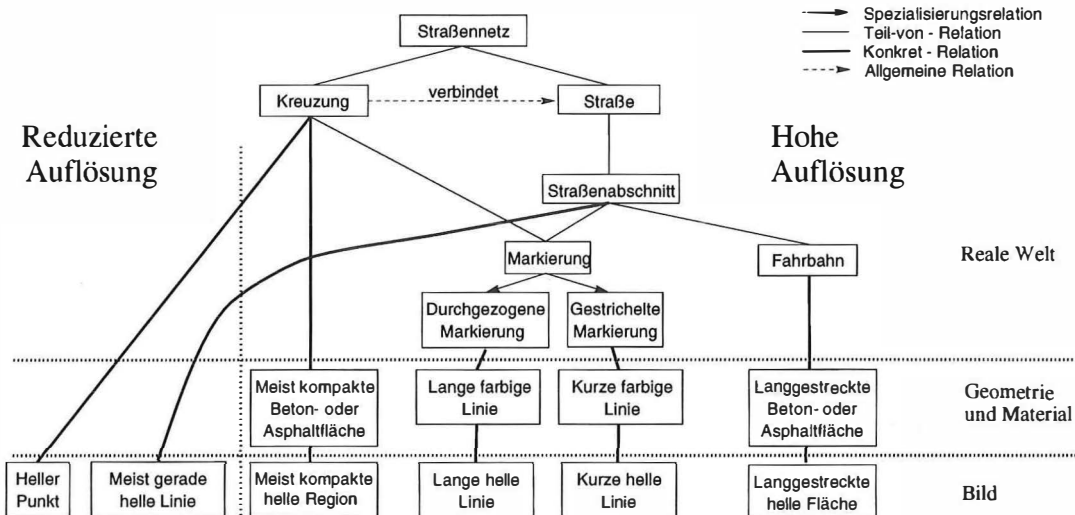 Straßennetz
Spezialisierungsrelation
Teil-von - Relation
Konkret - Relation
Allgemeine Relation
Kreuzung
verbindet
Straße
Reduzierte
Auflösung
Hohe
Auflösung
Straßenabschnitt
Markierung
Fahrbahn
Reale Welt
Durchgezogene
Markierung
Gestrichelte
Markierung
Meist kompakte
Beton- oder
Asphaltfläche
Lange farbige
Linie
Kurze farbige
Linie
Langgestreckte
Beton- oder
Asphaltfläche
Geometrie
und Material
Heller
Punkt
Meist gerade
helle Linie
Meist kompakte
helle Region
Lange helle
Linie
Kurze helle
Linie
Langgestreckte
helle Fläche
Bild